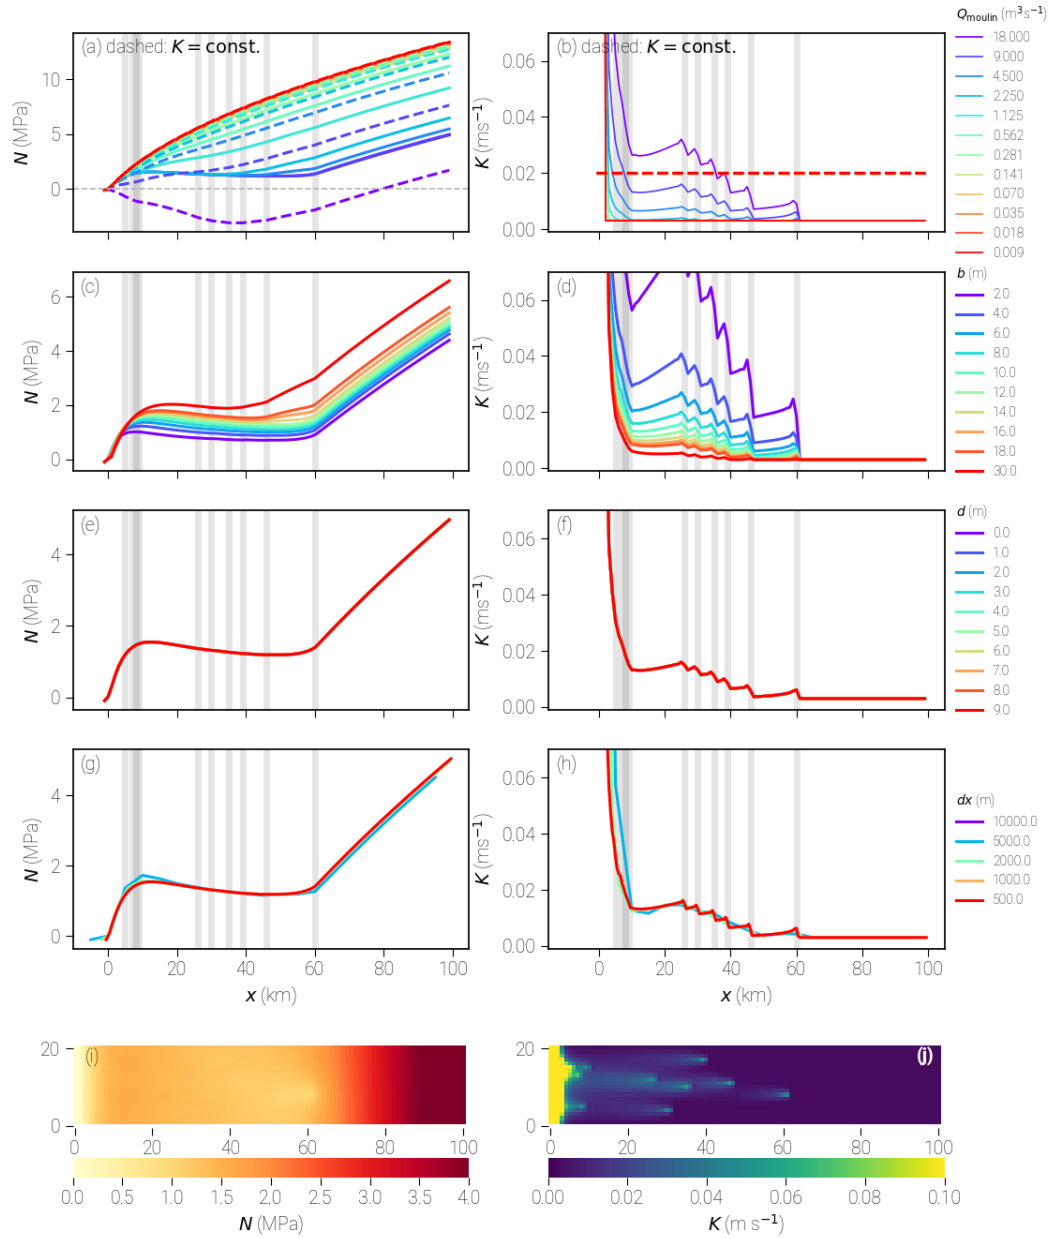 (a) dashed: K = const.
N (MPa)
10
5
0
(b) dashed: K = const.
K (ms⁻¹)
0.06
0.04
0.02
0.00
Q_moulin (m³s⁻¹)
18.000
9.000
4.500
2.250
1.125
0.562
0.281
0.141
0.070
0.035
0.018
0.009
(c)
N (MPa)
6
4
2
0
(d)
K (ms⁻¹)
0.06
0.04
0.02
0.00
b (m)
2.0
4.0
6.0
8.0
10.0
12.0
14.0
16.0
18.0
30.0
(e)
N (MPa)
4
2
0
(f)
K (ms⁻¹)
0.06
0.04
0.02
0.00
d (m)
0.0
1.0
2.0
3.0
4.0
5.0
6.0
7.0
8.0
9.0
(g)
N (MPa)
4
2
0
0 20 40 60 80 100
x (km)
(h)
K (ms⁻¹)
0.06
0.04
0.02
0.00
0 20 40 60 80 100
x (km)
dx (m)
10000.0
5000.0
2000.0
1000.0
500.0
(i)
20
0
0 20 40 60 80 100
0.0 0.5 1.0 1.5 2.0 2.5 3.0 3.5 4.0
N (MPa)
(j)
20
0
0 20 40 60 80 100
0.00 0.02 0.04 0.06 0.08 0.10
K (m s⁻¹)